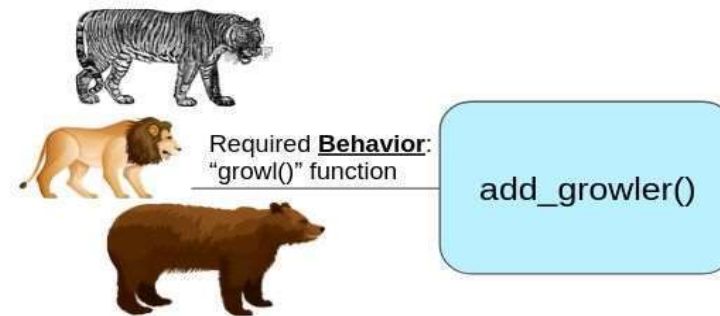 Required Behavior:
“growl()” function
add_growler()